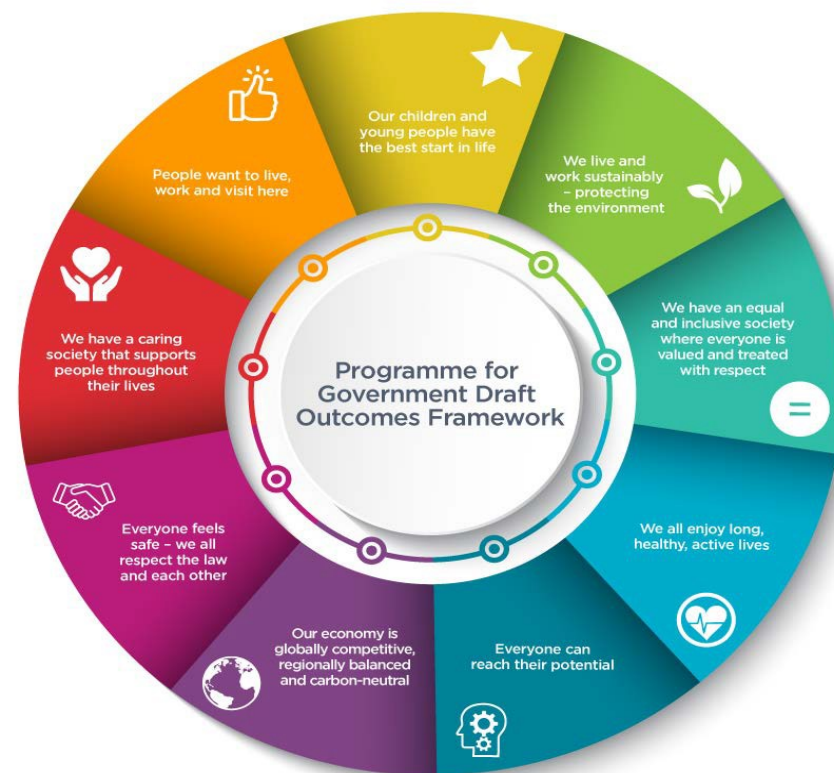 Programme for
Government Draft
Outcomes Framework
Our children and
young people have
the best start in life
We live and
work sustainably
– protecting
the environment
We have an equal
and inclusive society
where everyone is
valued and treated
with respect
=
We all enjoy long,
healthy, active lives
Everyone can
reach their potential
Our economy is
globally competitive,
regionally balanced
and carbon-neutral
Everyone feels
safe – we all
respect the law
and each other
We have a caring
society that supports
people throughout
their lives
People want to live,
work and visit here